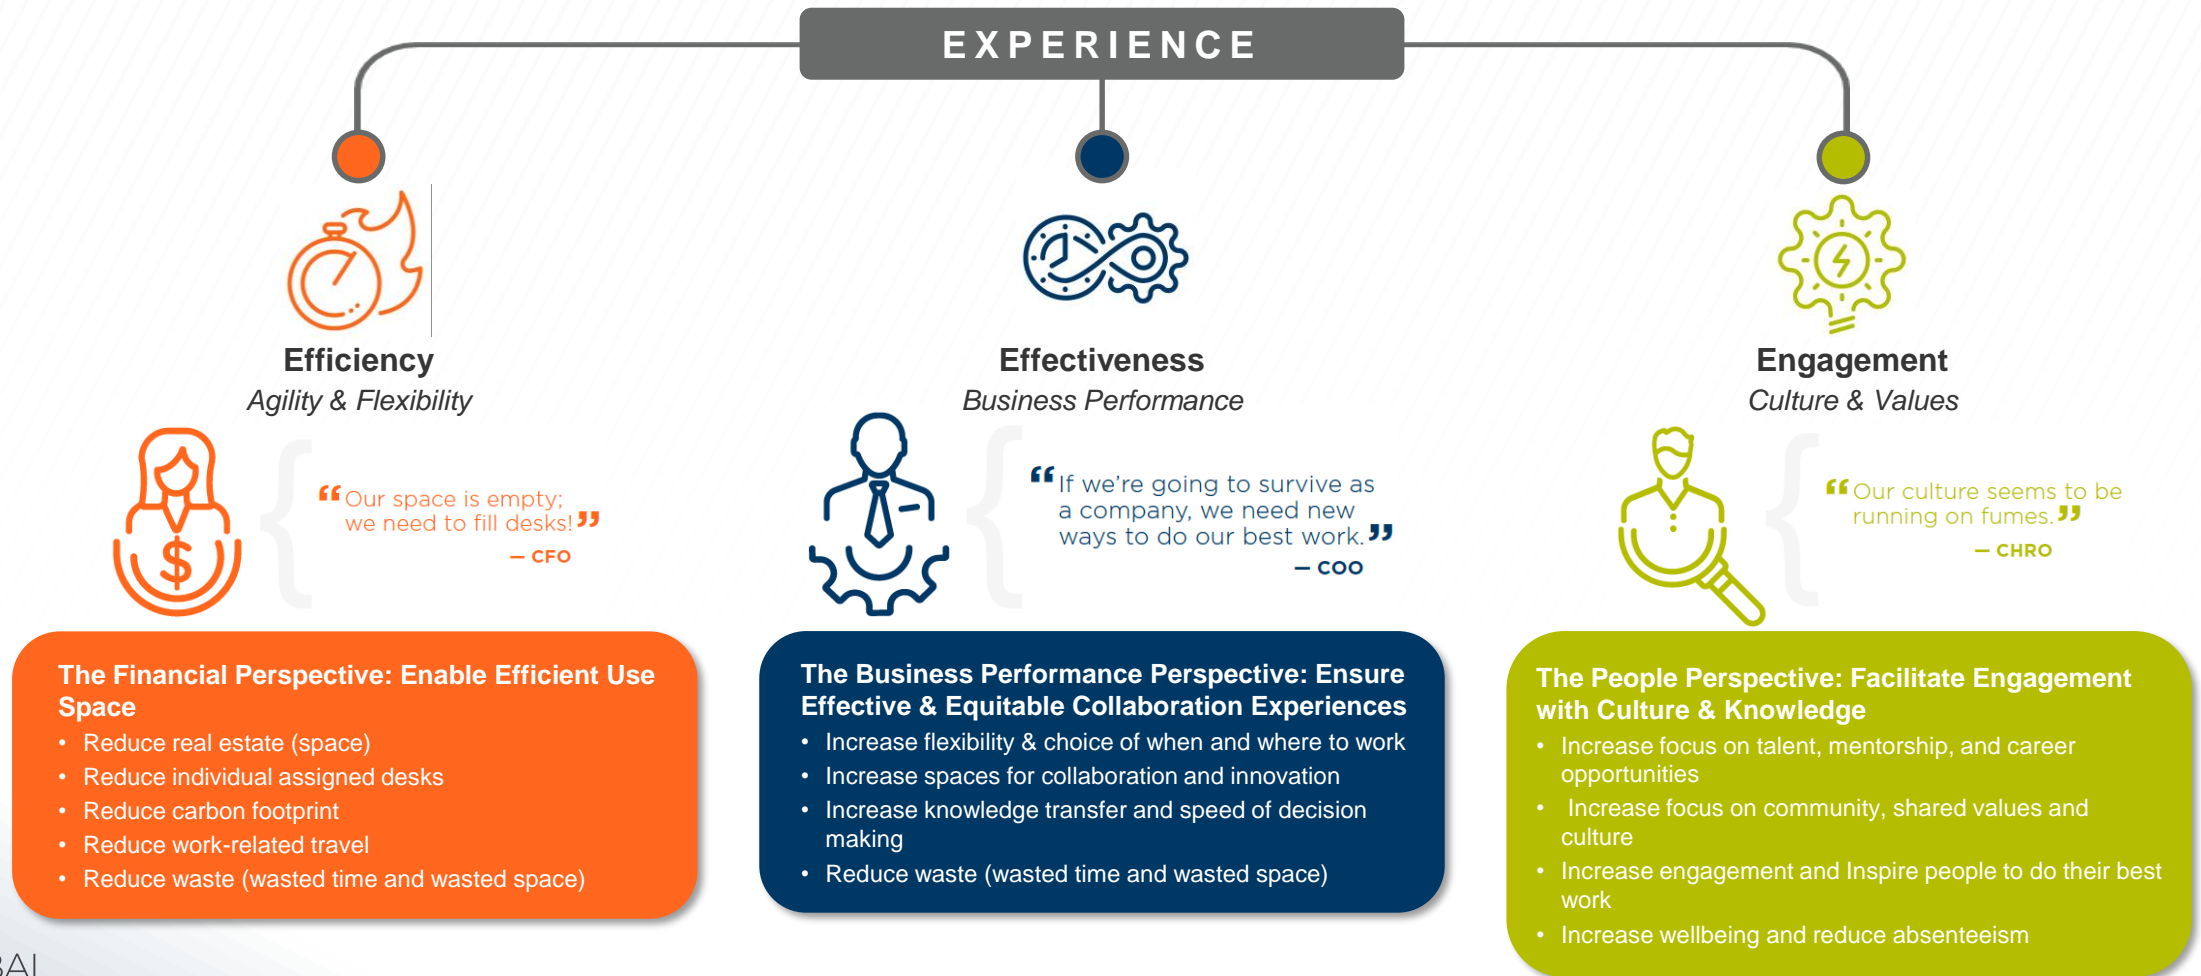 EXPERIENCE
Efficiency
Agility & Flexibility
“Our space is empty;
we need to fill desks!”
– CFO
The Financial Perspective: Enable Efficient Use
Space
• Reduce real estate (space)
• Reduce individual assigned desks
• Reduce carbon footprint
• Reduce work-related travel
• Reduce waste (wasted time and wasted space)
Effectiveness
Business Performance
“If we’re going to survive as
a company, we need new
ways to do our best work.”
– COO
The Business Performance Perspective: Ensure
Effective & Equitable Collaboration Experiences
• Increase flexibility & choice of when and where to work
• Increase spaces for collaboration and innovation
• Increase knowledge transfer and speed of decision
making
• Reduce waste (wasted time and wasted space)
Engagement
Culture & Values
“Our culture seems to be
running on fumes.”
– CHRO
The People Perspective: Facilitate Engagement
with Culture & Knowledge
• Increase focus on talent, mentorship, and career
opportunities
• Increase focus on community, shared values and
culture
• Increase engagement and Inspire people to do their best
work
• Increase wellbeing and reduce absenteeism